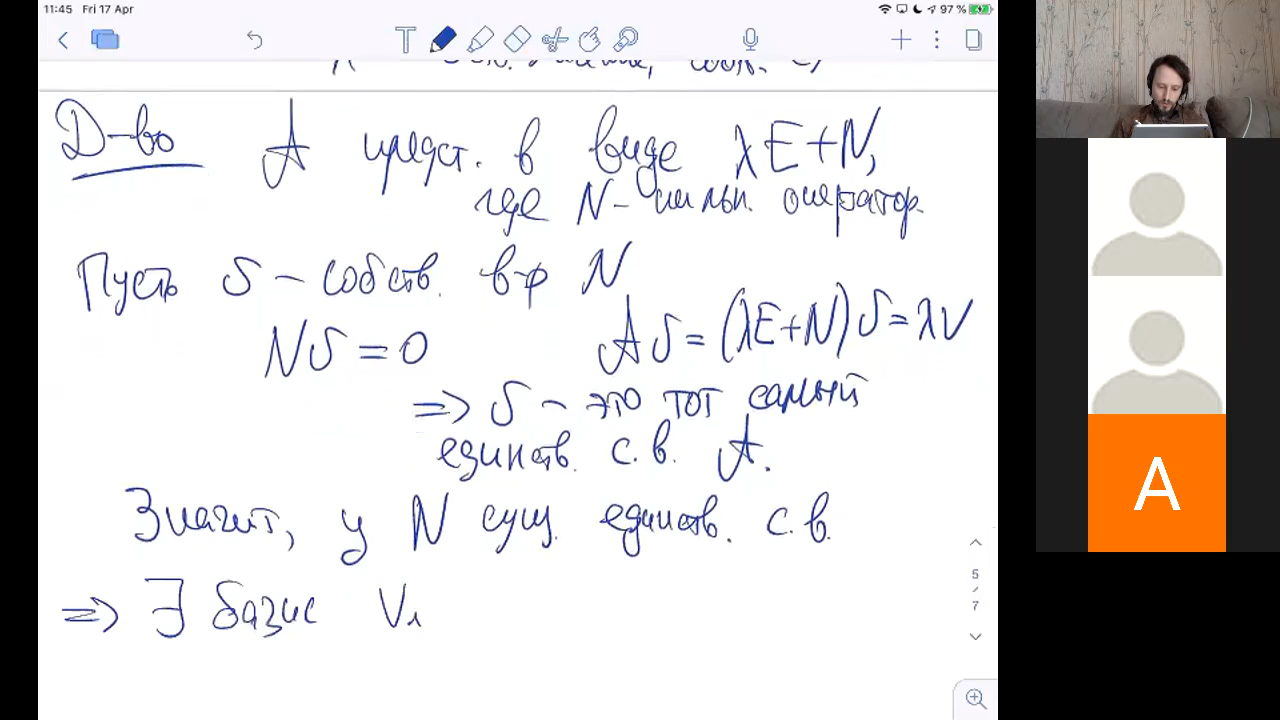 11:45 Fri 17 Apr
97 %
Д-во A предст. в виде λE+N,
где N - нильп. оператор.
Пусть v - собств. в-р N
Nv = 0 Av = (λE+N)v = λv
=> v - это тот самый
единств. с.в. A.
Значит, у N сущ. единств. с.в.
=> ∃ базис V
5
7
A